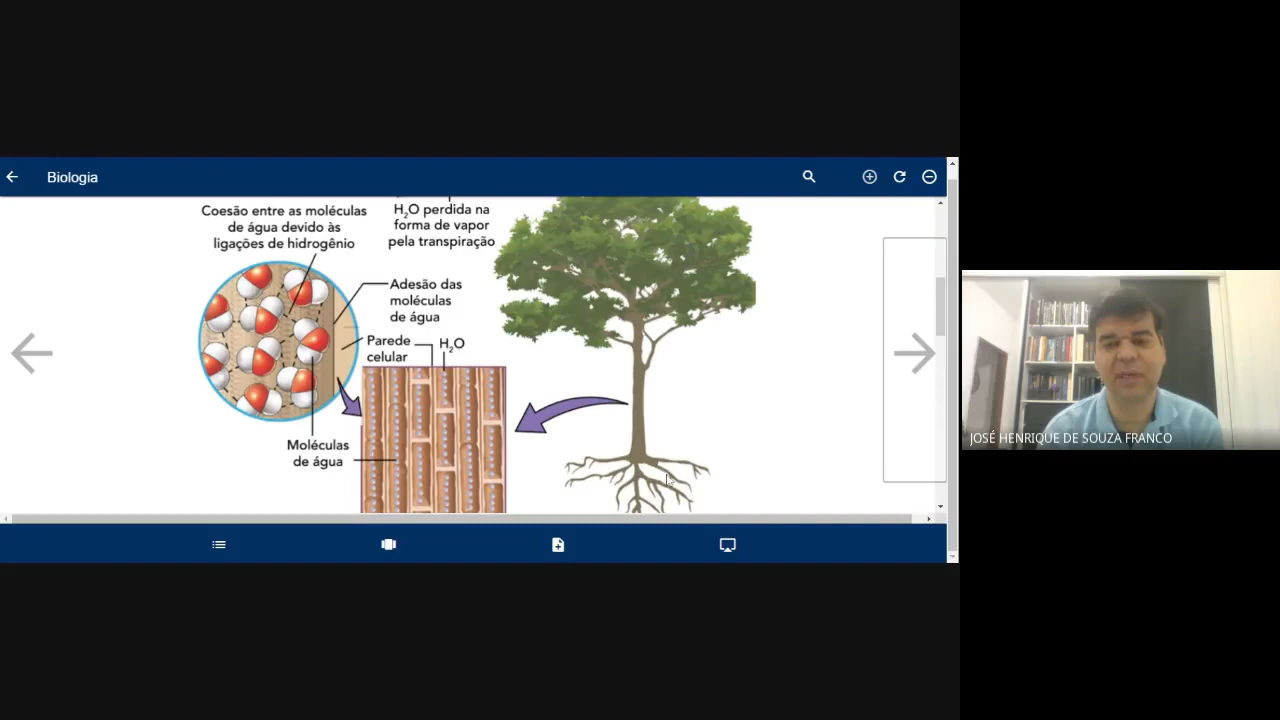 Biologia
Coesão entre as moléculas
de água devido às
ligações de hidrogênio
H₂O perdida na
forma de vapor
pela transpiração
Adesão das
moléculas
de água
Parede
celular
H₂O
Moléculas
de água
JOSÉ HENRIQUE DE SOUZA FRANCO